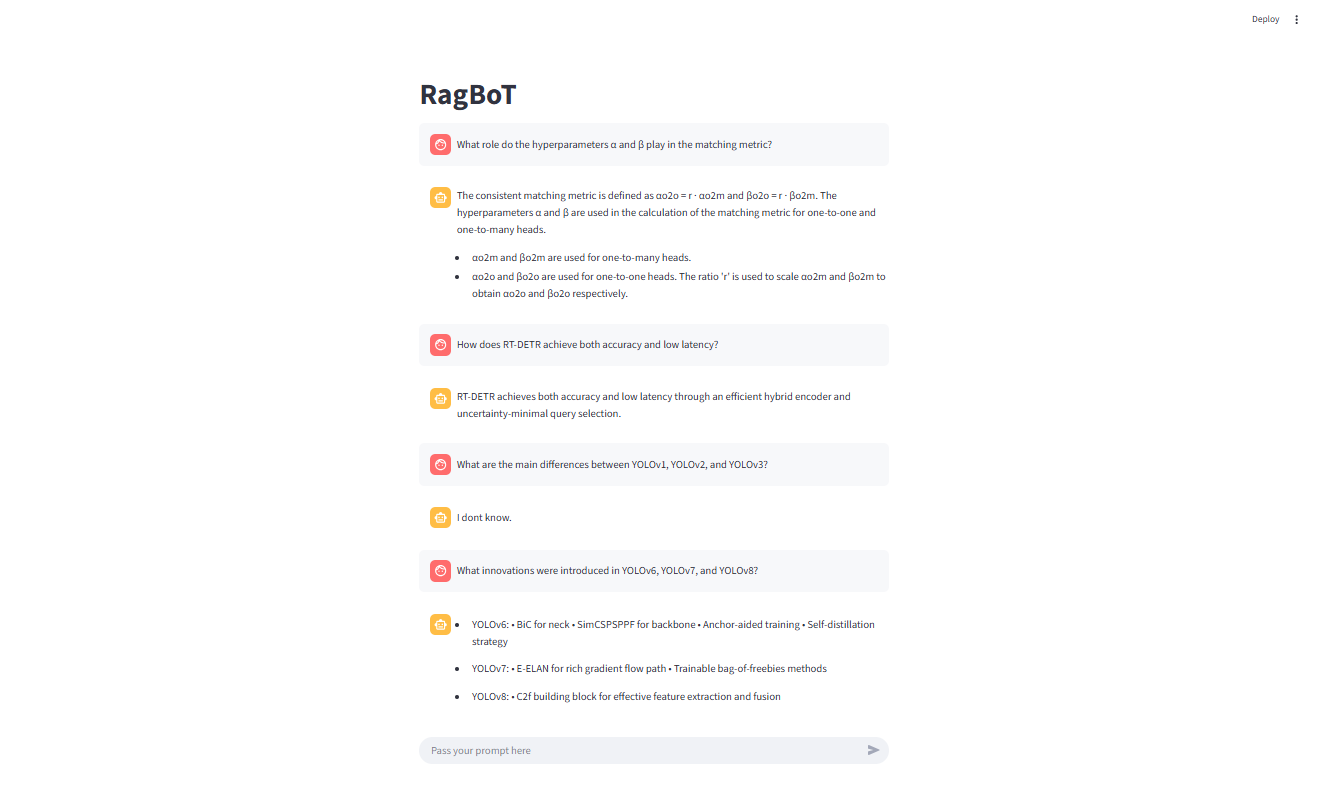 Deploy
RagBoT
What role do the hyperparameters α and β play in the matching metric?
The consistent matching metric is defined as αo2o = r · αo2m and βo2o = r · βo2m. The
hyperparameters α and β are used in the calculation of the matching metric for one-to-one and
one-to-many heads.
• αo2m and βo2m are used for one-to-many heads.
• αo2o and βo2o are used for one-to-one heads. The ratio 'r' is used to scale αo2m and βo2m to
obtain αo2o and βo2o respectively.
How does RT-DETR achieve both accuracy and low latency?
RT-DETR achieves both accuracy and low latency through an efficient hybrid encoder and
uncertainty-minimal query selection.
What are the main differences between YOLOv1, YOLOv2, and YOLOv3?
I dont know.
What innovations were introduced in YOLOv6, YOLOv7, and YOLOv8?
• YOLOv6: • BiC for neck • SimCSPSPPF for backbone • Anchor-aided training • Self-distillation
strategy
• YOLOv7: • E-ELAN for rich gradient flow path • Trainable bag-of-freebies methods
• YOLOv8: • C2f building block for effective feature extraction and fusion
Pass your prompt here